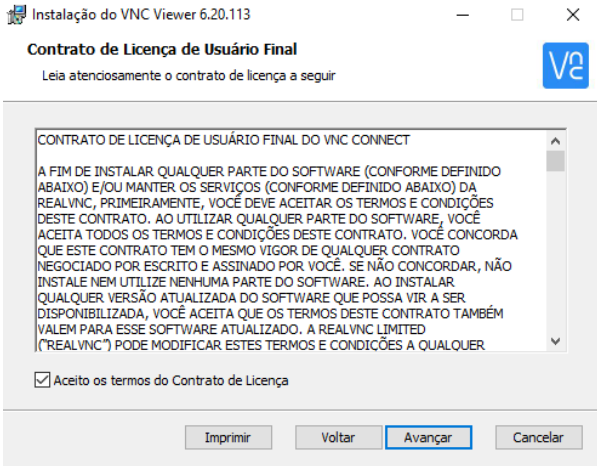 Instalação do VNC Viewer 6.20.113
Contrato de Licença de Usuário Final
Leia atenciosamente o contrato de licença a seguir
CONTRATO DE LICENÇA DE USUÁRIO FINAL DO VNC CONNECT
A FIM DE INSTALAR QUALQUER PARTE DO SOFTWARE (CONFORME DEFINIDO
ABAIXO) E/OU MANTER OS SERVIÇOS (CONFORME DEFINIDO ABAIXO) DA
REALVNC, PRIMEIRAMENTE, VOCÊ DEVE ACEITAR OS TERMOS E CONDIÇÕES
DESTE CONTRATO. AO UTILIZAR QUALQUER PARTE DO SOFTWARE, VOCÊ
ACEITA TODOS OS TERMOS E CONDIÇÕES DESTE CONTRATO. VOCÊ CONCORDA
QUE ESTE CONTRATO TEM O MESMO VIGOR DE QUALQUER CONTRATO
NEGOCIADO POR ESCRITO E ASSINADO POR VOCÊ. SE NÃO CONCORDAR, NÃO
INSTALE NEM UTILIZE NENHUMA PARTE DO SOFTWARE. AO INSTALAR
QUALQUER VERSÃO ATUALIZADA DO SOFTWARE QUE POSSA VIR A SER
DISPONIBILIZADA, VOCÊ ACEITA QUE OS TERMOS DESTE CONTRATO TAMBÉM
VALEM PARA ESSE SOFTWARE ATUALIZADO. A REALVNC LIMITED
("REALVNC") PODE MODIFICAR ESTES TERMOS E CONDIÇÕES A QUALQUER
Aceito os termos do Contrato de Licença
Imprimir
Voltar
Avançar
Cancelar